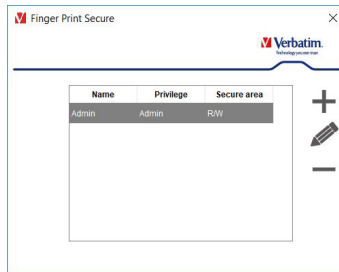 Finger Print Secure
Verbatim.
Technology you can trust
Name Privilege Secure area
Admin Admin R/W